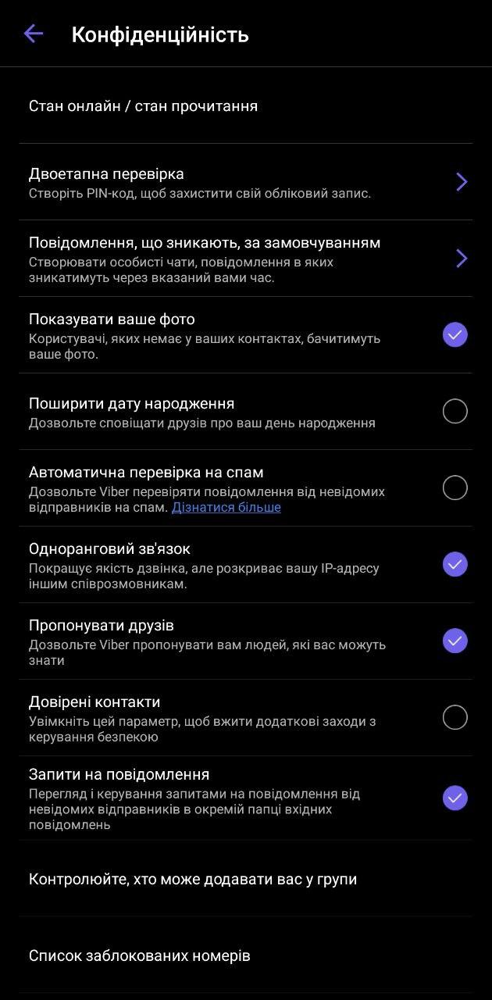 Конфіденційність
Стан онлайн / стан прочитання
Двоетапна перевірка
Створіть PIN-код, щоб захистити свій обліковий запис.
Повідомлення, що зникають, за замовчуванням
Створювати особисті чати, повідомлення в яких
зникатимуть через вказаний вами час.
Показувати ваше фото
Користувачі, яких немає у ваших контактах, бачитимуть
ваше фото.
Поширити дату народження
Дозвольте сповіщати друзів про ваш день народження
Автоматична перевірка на спам
Дозвольте Viber перевіряти повідомлення від невідомих
відправників на спам. Дізнатися більше
Одноранговий зв'язок
Покращує якість дзвінка, але розкриває вашу IP-адресу
іншим співрозмовникам.
Пропонувати друзів
Дозвольте Viber пропонувати вам людей, які вас можуть
знати
Довірені контакти
Увімкніть цей параметр, щоб вжити додаткові заходи з
керування безпекою
Запити на повідомлення
Перегляд і керування запитами на повідомлення від
невідомих відправників в окремій папці вхідних
повідомлень
Контролюйте, хто може додавати вас у групи
Список заблокованих номерів